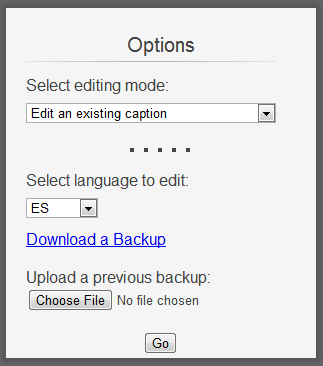 Options
Select editing mode:
Edit an existing caption
Select language to edit:
ES
Download a Backup
Upload a previous backup:
Choose File No file chosen
Go